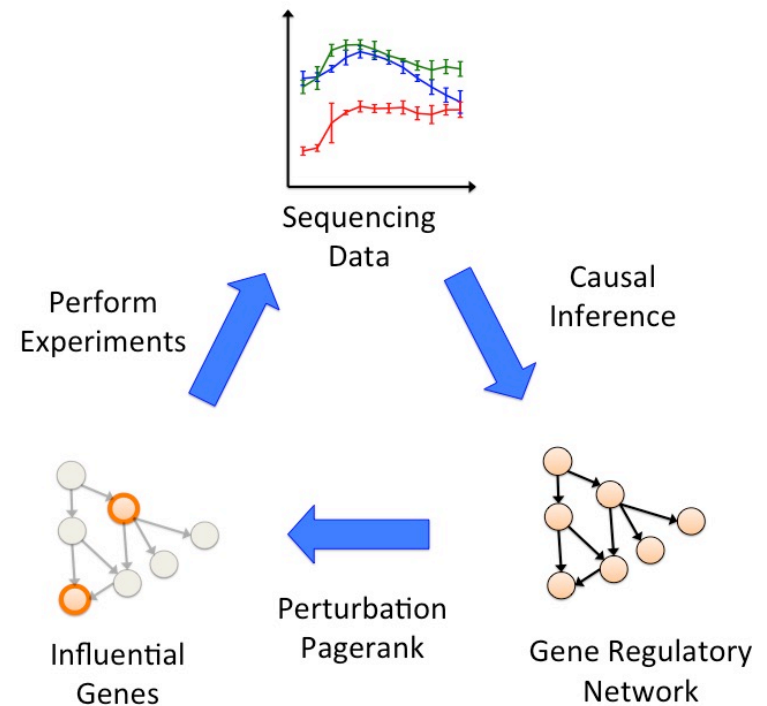 Sequencing
Data
Causal
Inference
Perform
Experiments
Perturbation
Pagerank
Gene Regulatory
Network
Influential
Genes